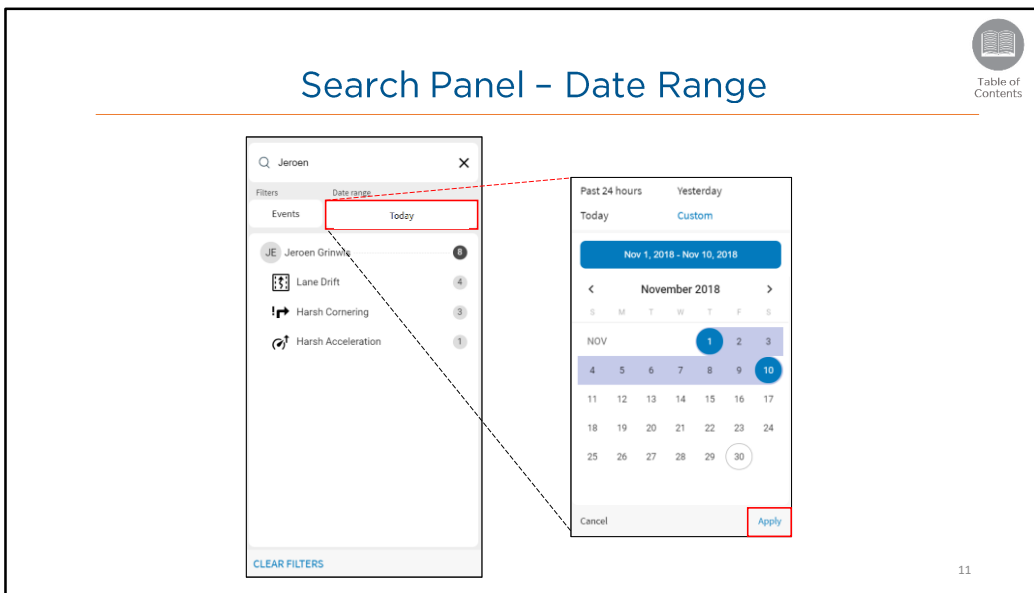 Search Panel – Date Range
Table of
Contents
Jeroen
Filters Date range
Events Today
JE Jeroen Grinwis 8
Lane Drift 4
Harsh Cornering 3
Harsh Acceleration 1
CLEAR FILTERS
Past 24 hours Yesterday
Today Custom
Nov 1, 2018 - Nov 10, 2018
November 2018
S M T W T F S
NOV 1 2 3
4 5 6 7 8 9 10
11 12 13 14 15 16 17
18 19 20 21 22 23 24
25 26 27 28 29 30
Cancel Apply
11